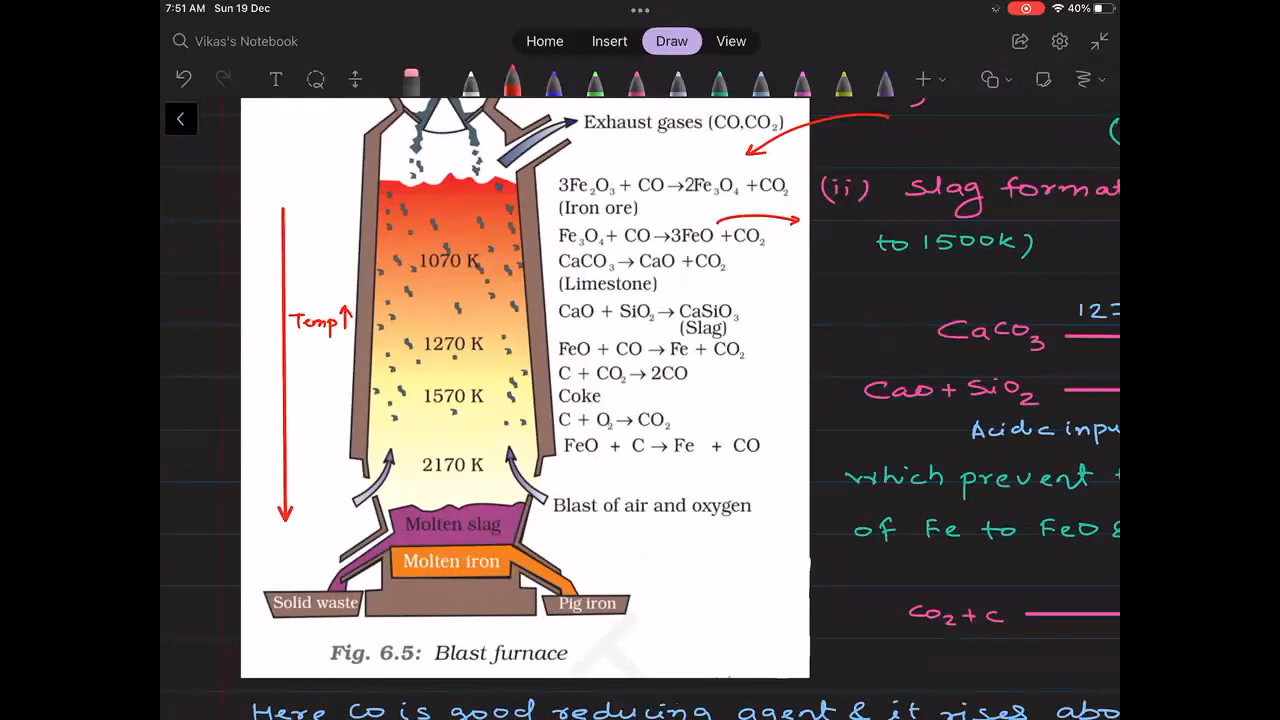 7:51 AM Sun 19 Dec
40%
Vikas's Notebook
Home Insert Draw View
Exhaust gases (CO,CO₂)
3Fe₂O₃ + CO→2Fe₃O₄ +CO₂
(Iron ore)
Fe₃O₄+ CO→3FeO +CO₂
CaCO₃→ CaO +CO₂
(Limestone)
CaO + SiO₂→ CaSiO₃
(Slag)
FeO + CO → Fe + CO₂
C + CO₂→ 2CO
Coke
C + O₂→ CO₂
FeO + C → Fe + CO
Blast of air and oxygen
1070 K
1270 K
1570 K
2170 K
Temp↑
Molten slag
Molten iron
Solid waste
Pig iron
Fig. 6.5: Blast furnace
(ii) Slag format
to 1500K)
CaCO₃
CaO + SiO₂
Acidic inpu
which prevent
of Fe to FeO &
CO₂ + C
Here CO is good reducing agent & it rises abo